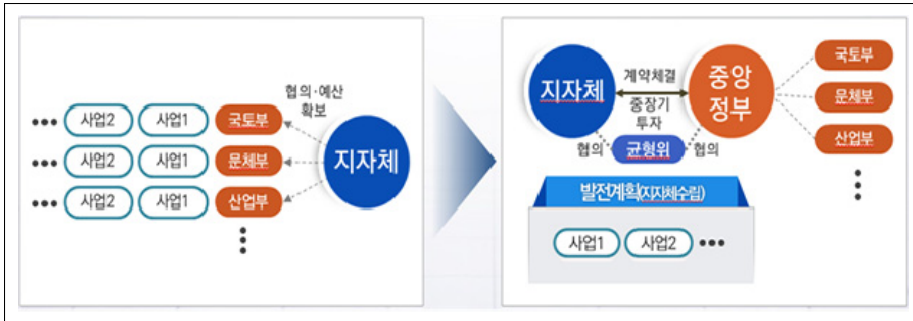 협의·예산
확보
••• 사업2 사업1 국토부
••• 사업2 사업1 문체부
••• 사업2 사업1 산업부
지자체
지자체
계약체결
중장기
투자
중앙
정부
협의 균형위 협의
국토부
문체부
산업부
발전계획(지자체수립)
사업1 사업2 •••